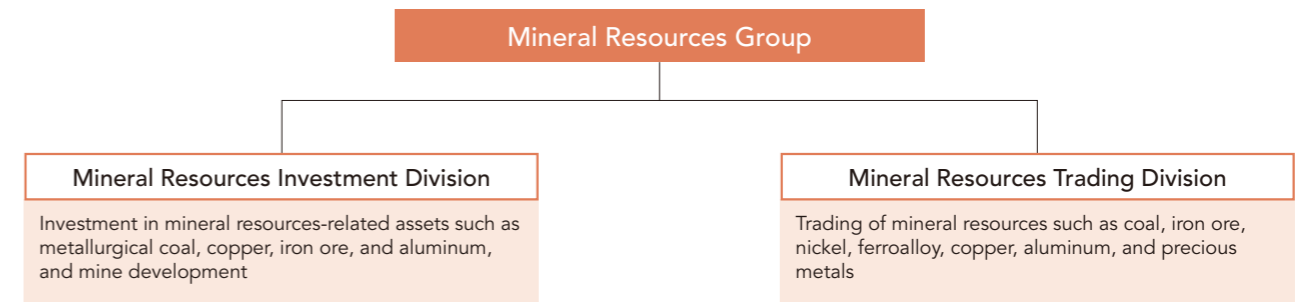 Mineral Resources Group
Mineral Resources Investment Division
Investment in mineral resources-related assets such as
metallurgical coal, copper, iron ore, and aluminum,
and mine development
Mineral Resources Trading Division
Trading of mineral resources such as coal, iron ore,
nickel, ferroalloy, copper, aluminum, and precious
metals